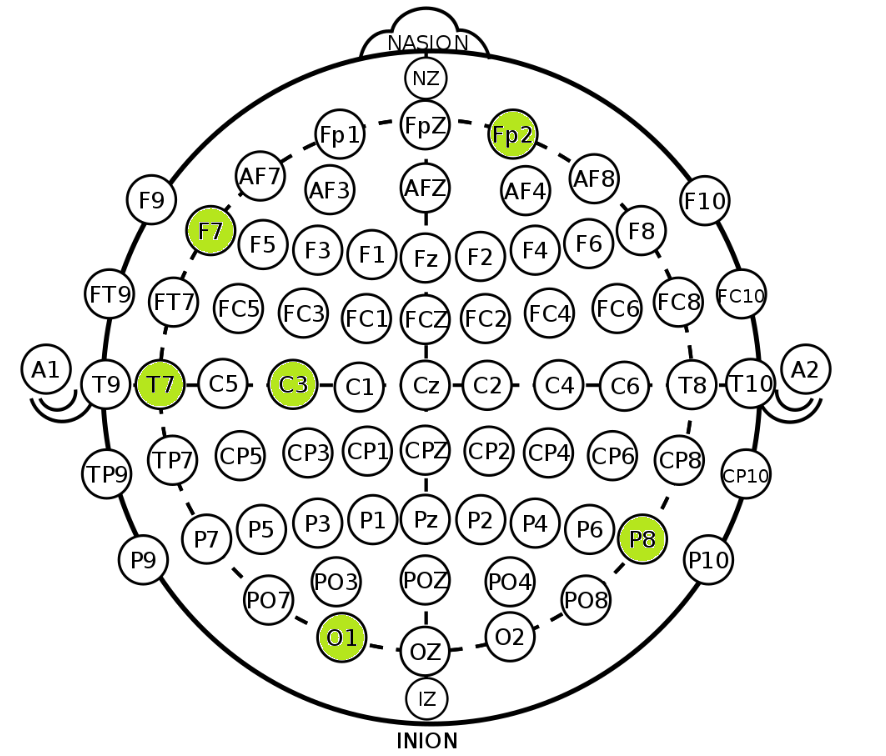 NASION
NZ
Fp1 FpZ Fp2
AF7 AF3 AFZ AF4 AF8
F9 F10
F7 F5 F3 F1 Fz F2 F4 F6 F8
FT9 FT7 FC5 FC3 FC1 FCZ FC2 FC4 FC6 FC8 FC10
A1 T9 T7 C5 C3 C1 Cz C2 C4 C6 T8 T10 A2
TP9 TP7 CP5 CP3 CP1 CPZ CP2 CP4 CP6 CP8 CP10
P7 P5 P3 P1 Pz P2 P4 P6 P8
P9 P10
PO7 PO3 POZ PO4 PO8
O1 OZ O2
IZ
INION